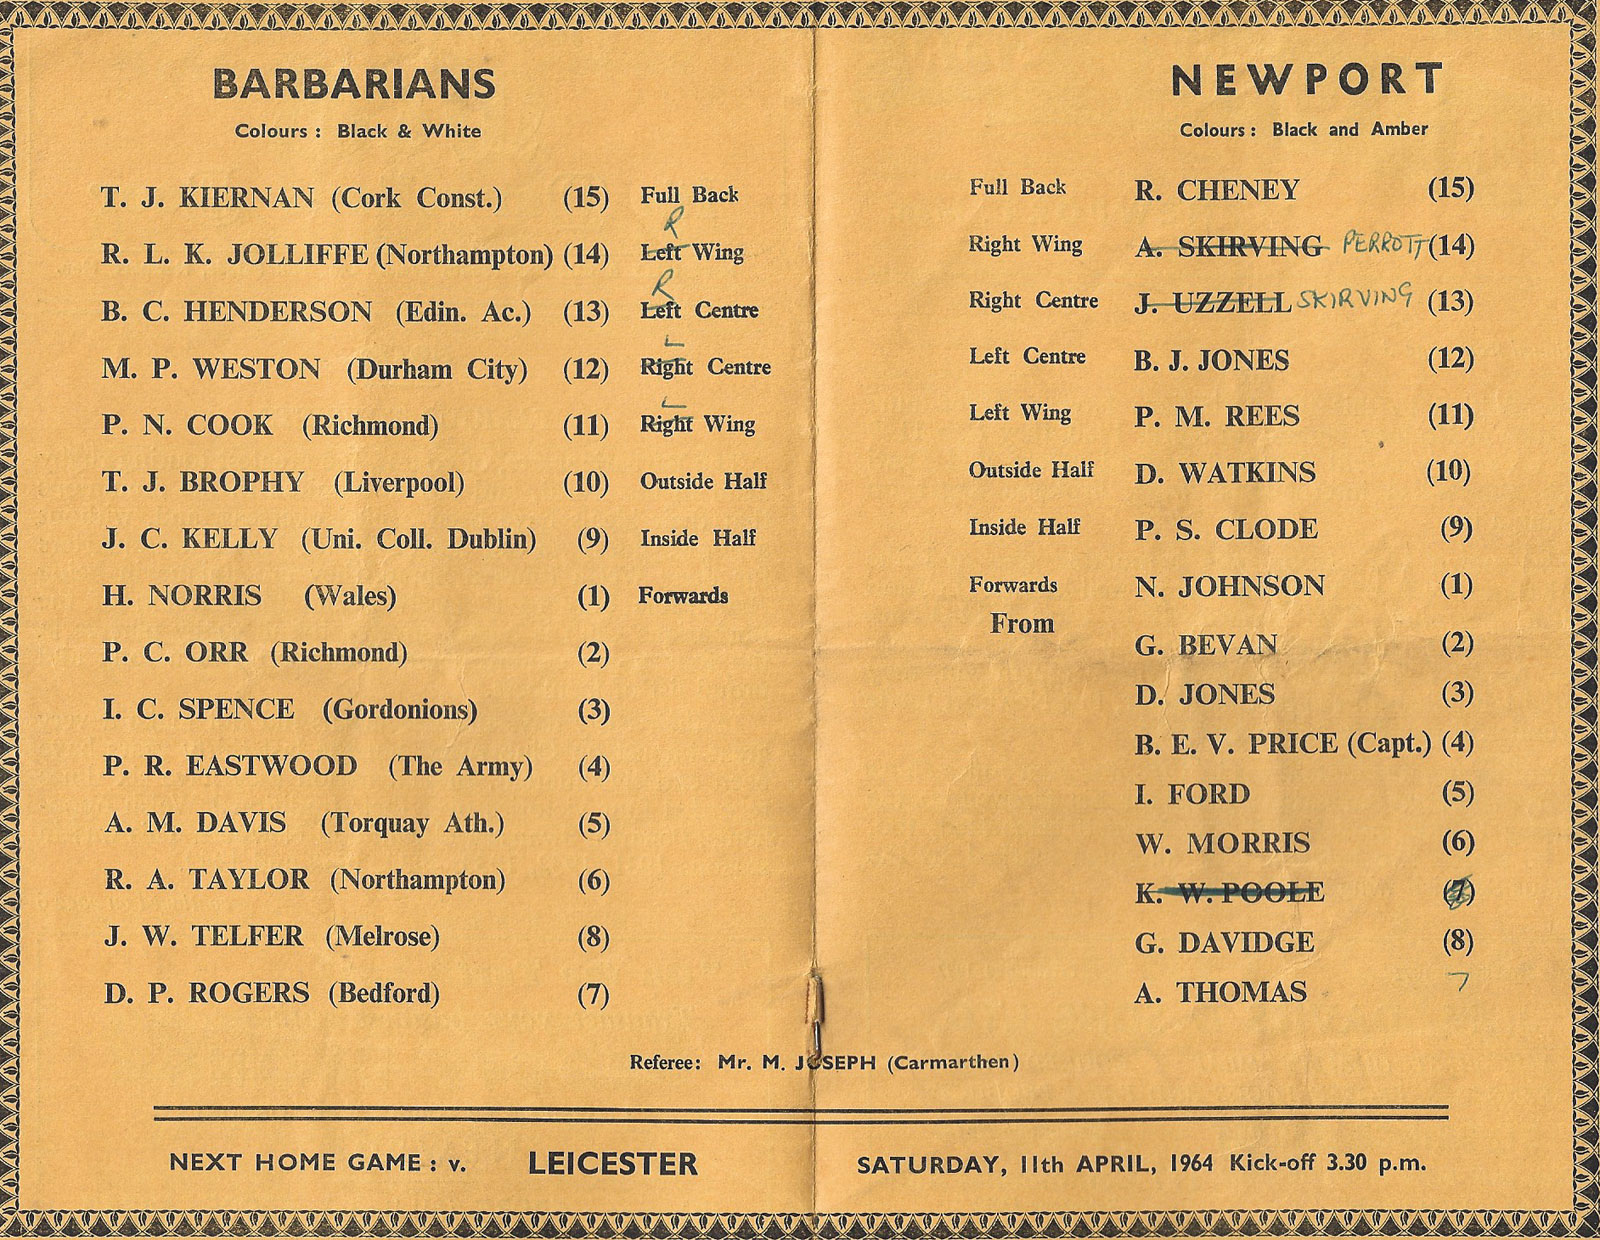 BARBARIANS
Colours : Black & White
T. J. KIERNAN (Cork Const.) (15) Full Back
R
R. L. K. JOLLIFFE (Northampton) (14) Left Wing
R
B. C. HENDERSON (Edin. Ac.) (13) Left Centre
L
M. P. WESTON (Durham City) (12) Right Centre
L
P. N. COOK (Richmond) (11) Right Wing
T. J. BROPHY (Liverpool) (10) Outside Half
J. C. KELLY (Uni. Coll. Dublin) (9) Inside Half
H. NORRIS (Wales) (1) Forwards
P. C. ORR (Richmond) (2)
I. C. SPENCE (Gordonions) (3)
P. R. EASTWOOD (The Army) (4)
A. M. DAVIS (Torquay Ath.) (5)
R. A. TAYLOR (Northampton) (6)
J. W. TELFER (Melrose) (8)
D. P. ROGERS (Bedford) (7)
NEWPORT
Colours : Black and Amber
Full Back R. CHENEY (15)
Right Wing A. SKIRVING PERROTT (14)
Right Centre J. UZZELL SKIRVING (13)
Left Centre B. J. JONES (12)
Left Wing P. M. REES (11)
Outside Half D. WATKINS (10)
Inside Half P. S. CLODE (9)
Forwards N. JOHNSON (1)
From
G. BEVAN (2)
D. JONES (3)
B. E. V. PRICE (Capt.) (4)
I. FORD (5)
W. MORRIS (6)
K. W. POOLE (7)
G. DAVIDGE (8)
A. THOMAS 7
Referee: Mr. M. JOSEPH (Carmarthen)
NEXT HOME GAME : v. LEICESTER SATURDAY, 11th APRIL, 1964 Kick-off 3.30 p.m.